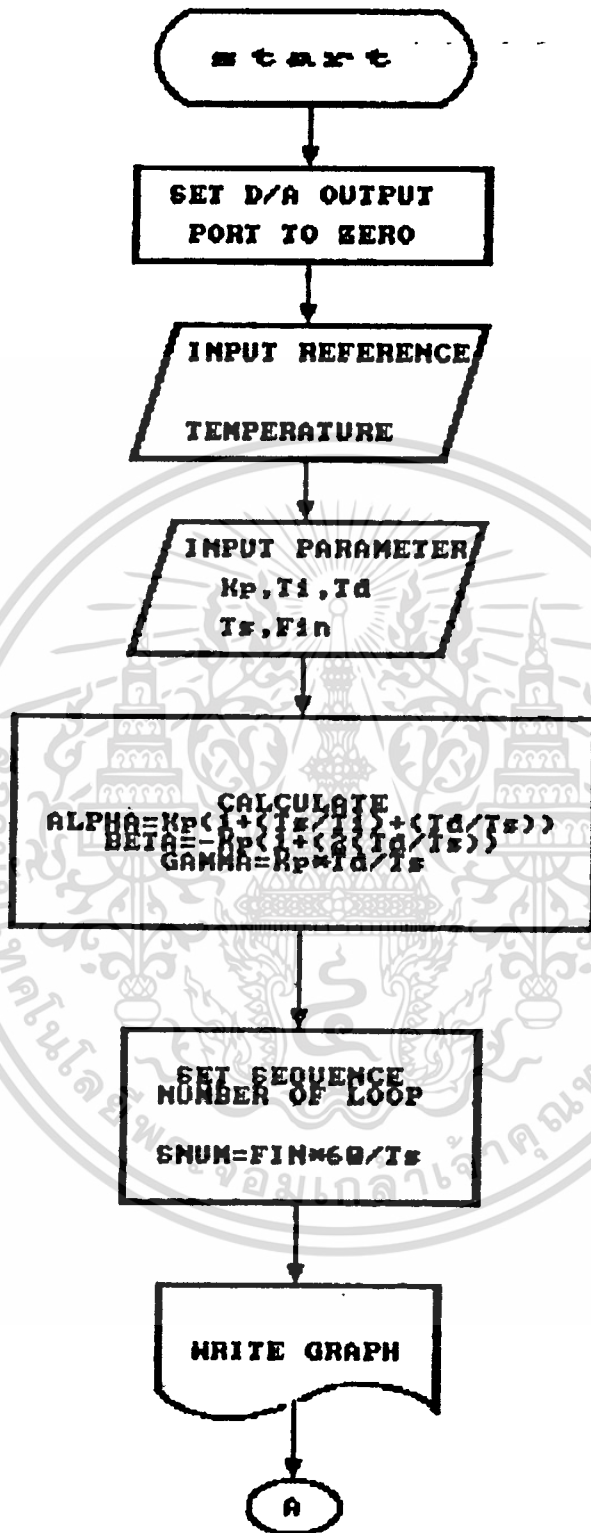 start
SET D/A OUTPUT
PORT TO ZERO
INPUT REFERENCE
TEMPERATURE
INPUT PARAMETER
Kp,Ti,Td
Ts,Fin
CALCULATE
ALPHA=Kp(1+(Ts/Ti)+(Td/Ts))
BETA=-Kp(1+(2(Td/Ts))
GAMMA=Kp*Td/Ts
SET SEQUENCE
NUMBER OF LOOP
SNUM=FIN*60/Ts
WRITE GRAPH
A